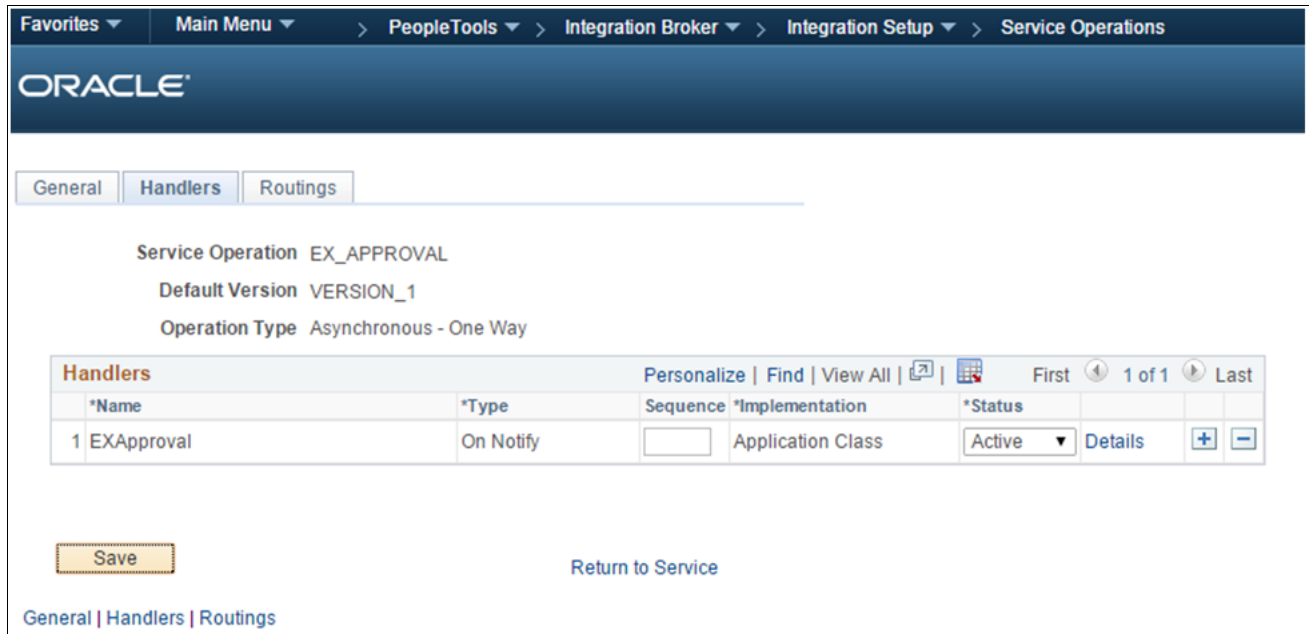 Favorites Main Menu > PeopleTools > Integration Broker > Integration Setup > Service Operations
ORACLE
General Handlers Routings
Service Operation EX_APPROVAL
Default Version VERSION_1
Operation Type Asynchronous - One Way
Handlers Personalize | Find | View All | | First 1 of 1 Last
*Name *Type Sequence *Implementation *Status
1 EXApproval On Notify Application Class Active Details
Save Return to Service
General | Handlers | Routings